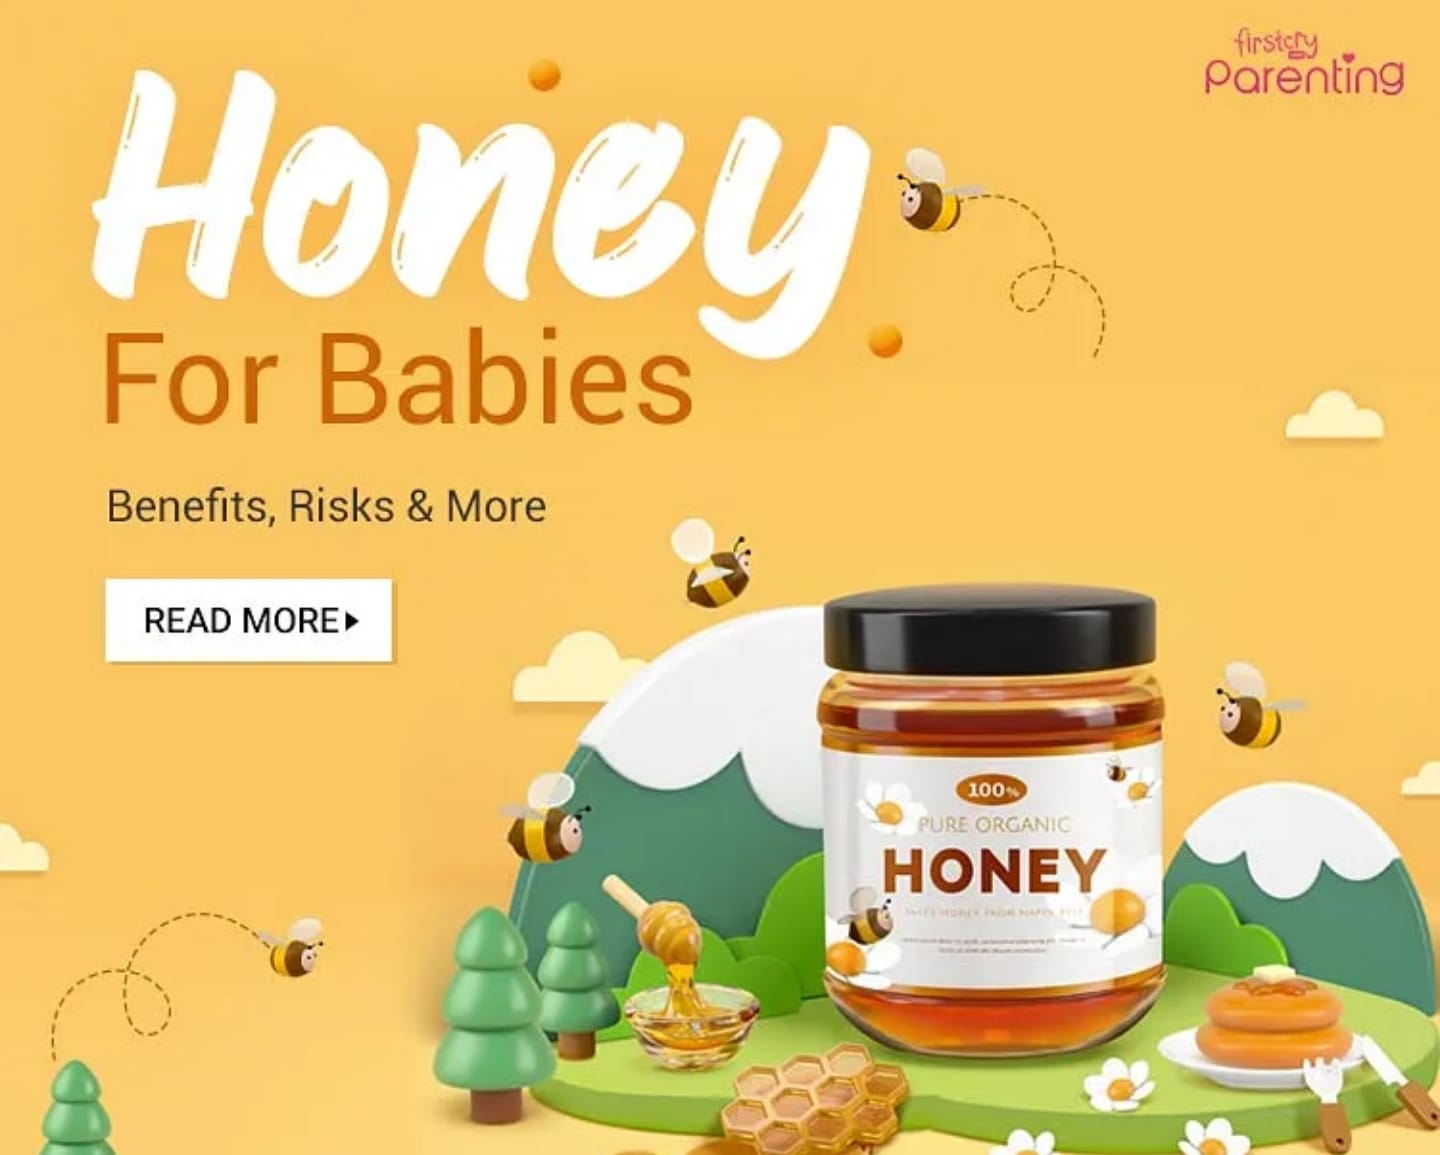 firstcry
Parenting
Honey
For Babies
Benefits, Risks & More
READ MORE
100%
PURE ORGANIC
HONEY